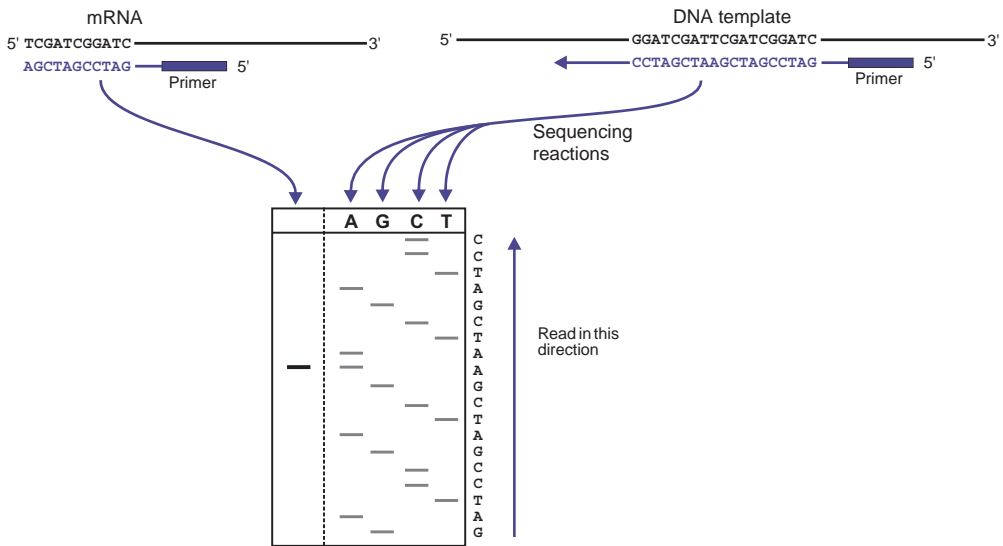 mRNA
5' TCGATCGGATC 3'
AGCTAGCCTAG 5'
Primer
DNA template
5' GGATCGATTCGATCGGATC 3'
CCTAGCTAAGCTAGCCTAG 5'
Primer
Sequencing
reactions
A G C T
C
C
T
A
G
C
T
A
A
G
C
T
A
G
C
C
T
A
G
Read in this
direction